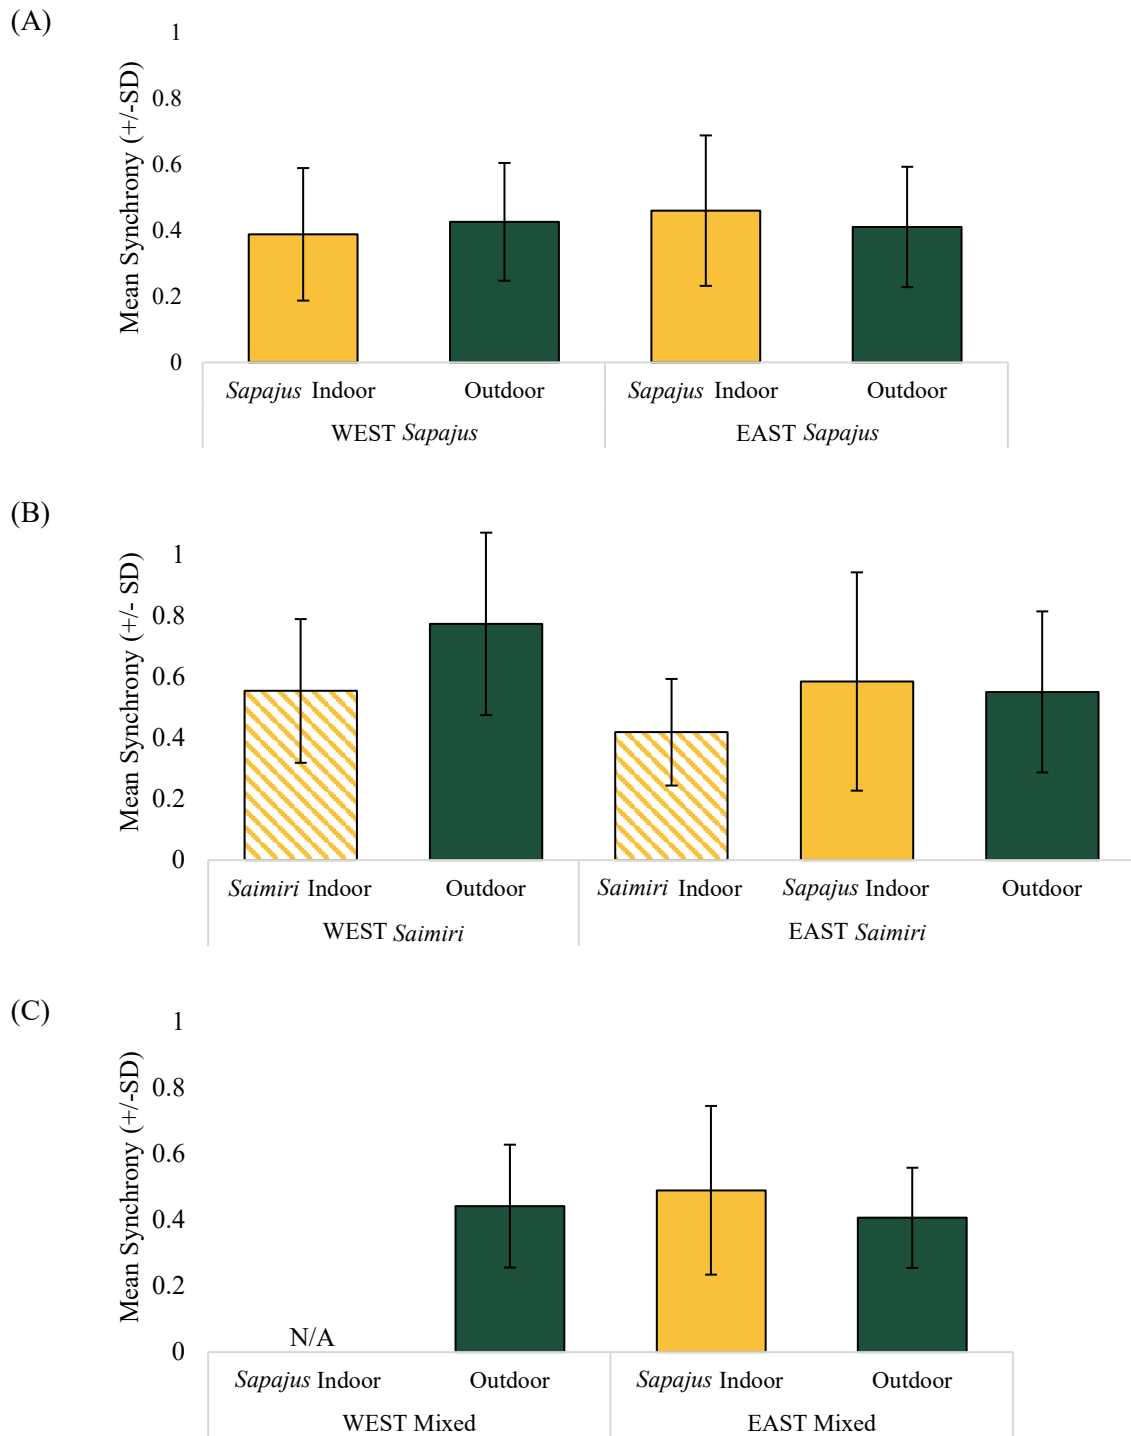 (A)
Mean Synchrony (+/-SD)
1
0.8
0.6
0.4
0.2
0
Sapajus Indoor
Outdoor
Sapajus Indoor
Outdoor
WEST Sapajus
EAST Sapajus
(B)
Mean Synchrony (+/- SD)
1
0.8
0.6
0.4
0.2
0
Saimiri Indoor
Outdoor
Saimiri Indoor
Sapajus Indoor
Outdoor
WEST Saimiri
EAST Saimiri
(C)
Mean Synchrony (+/-SD)
1
0.8
0.6
0.4
0.2
0
N/A
Sapajus Indoor
Outdoor
Sapajus Indoor
Outdoor
WEST Mixed
EAST Mixed